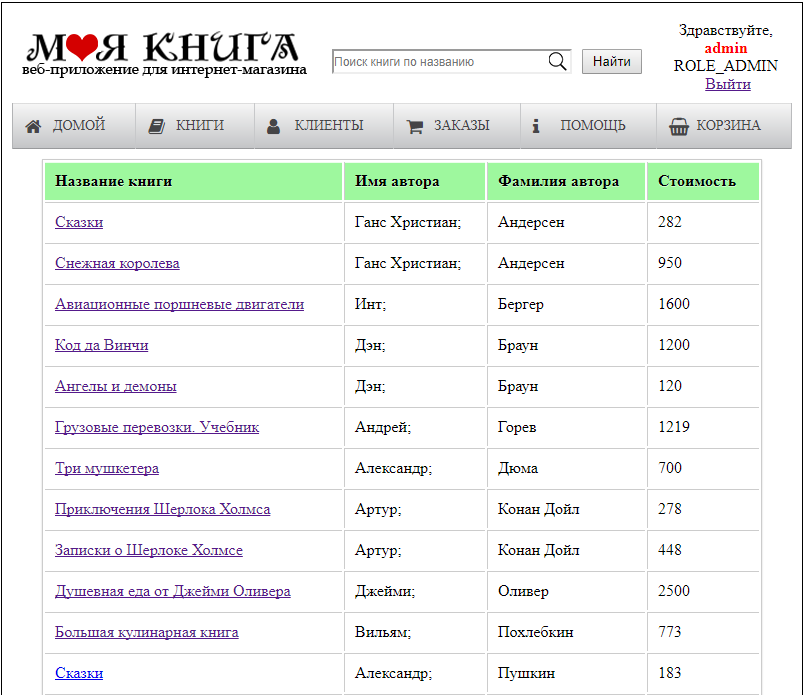 МОЯ КНИГА
веб-приложение для интернет-магазина
Поиск книги по названию
Найти
Здравствуйте,
admin
ROLE_ADMIN
Выйти
ДОМОЙ КНИГИ КЛИЕНТЫ ЗАКАЗЫ ПОМОЩЬ КОРЗИНА
Название книги Имя автора Фамилия автора Стоимость
Сказки Ганс Христиан; Андерсен 282
Снежная королева Ганс Христиан; Андерсен 950
Авиационные поршневые двигатели Инт; Бергер 1600
Код да Винчи Дэн; Браун 1200
Ангелы и демоны Дэн; Браун 120
Грузовые перевозки. Учебник Андрей; Горев 1219
Три мушкетера Александр; Дюма 700
Приключения Шерлока Холмса Артур; Конан Дойл 278
Записки о Шерлоке Холмсе Артур; Конан Дойл 448
Душевная еда от Джейми Оливера Джейми; Оливер 2500
Большая кулинарная книга Вильям; Похлебкин 773
Сказки Александр; Пушкин 183